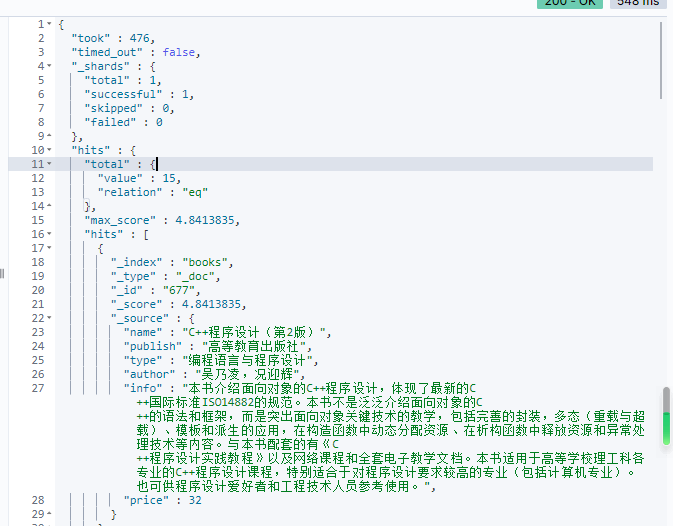 200 - OK 548 ms
1 {
2 "took" : 476,
3 "timed_out" : false,
4 "_shards" : {
5 "total" : 1,
6 "successful" : 1,
7 "skipped" : 0,
8 "failed" : 0
9 },
10 "hits" : {
11 "total" : {
12 "value" : 15,
13 "relation" : "eq"
14 },
15 "max_score" : 4.8413835,
16 "hits" : [
17 {
18 "_index" : "books",
19 "_type" : "_doc",
20 "_id" : "677",
21 "_score" : 4.8413835,
22 "_source" : {
23 "name" : "C++程序设计（第2版）",
24 "publish" : "高等教育出版社",
25 "type" : "编程语言与程序设计",
26 "author" : "吴乃凌，况迎辉",
27 "info" : "本书介绍面向对象的C++程序设计，体现了最新的C
++国际标准ISO14882的规范。本书不是泛泛介绍面向对象的C
++的语法和框架，而是突出面向对象关键技术的教学，包括完善的封装，多态（重载与超
载）、模板和派生的应用，在构造函数中动态分配资源、在析构函数中释放资源和异常处
理技术等内容。与本书配套的有《C
++程序设计实践教程》以及网络课程和全套电子教学文档。本书适用于高等学校理工科各
专业的C++程序设计课程，特别适合于对程序设计要求较高的专业（包括计算机专业）。
也可供程序设计爱好者和工程技术人员参考使用。",
28 "price" : 32
29 }